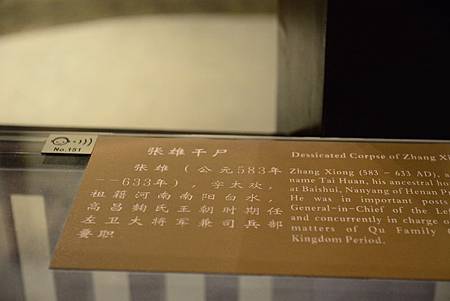 No.151
张雄干尸
张雄（公元583年
--633年），字太欢，
祖籍河南南阳白水，
高昌麴氏王朝时期任
左卫大将军兼司兵部
要职
Dessicated Corpse of Zhang
Zhang Xiong (583 - 633 AD),
name Tai Huan, his ancestral
at Baishui, Nanyang of Henan
He was in important posts
General-in-Chief of the
and concurrently in charge
matters of Qu Family
Kingdom Period.